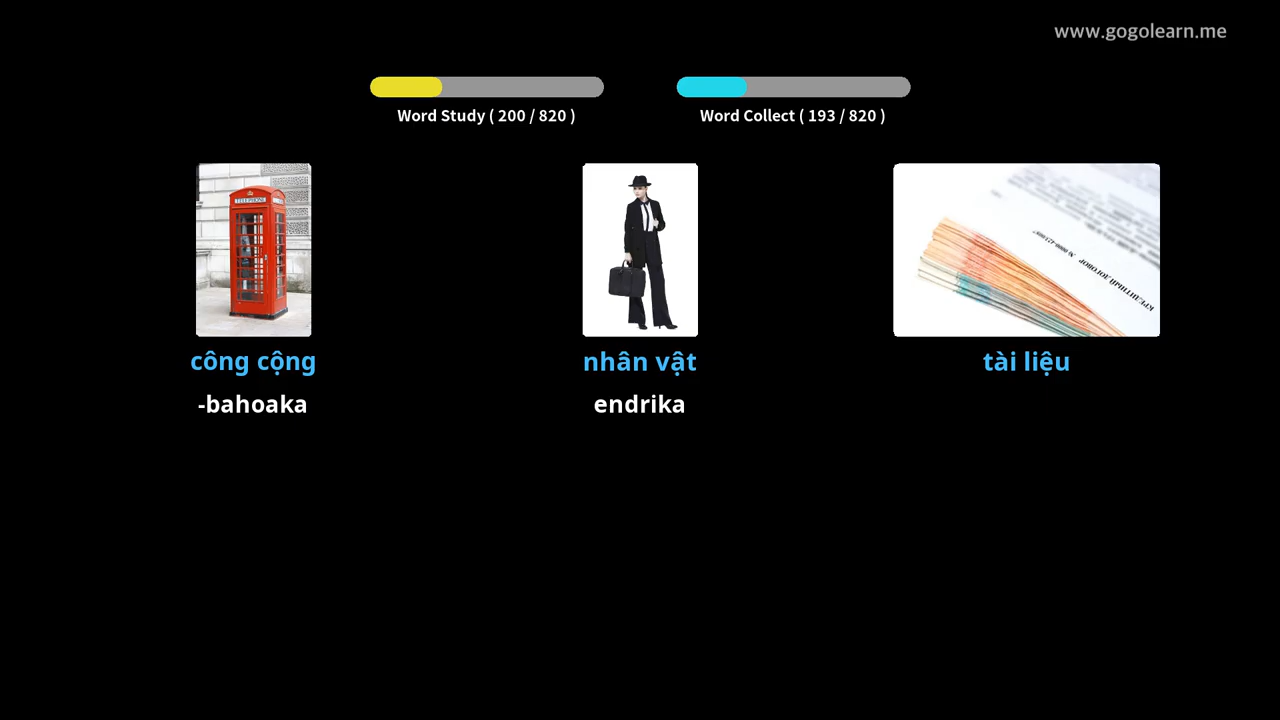 www.gogolearn.me
Word Study ( 200 / 820 )
Word Collect ( 193 / 820 )
TELEPHONE
công cộng
nhân vật
tài liệu
-bahoaka
endrika